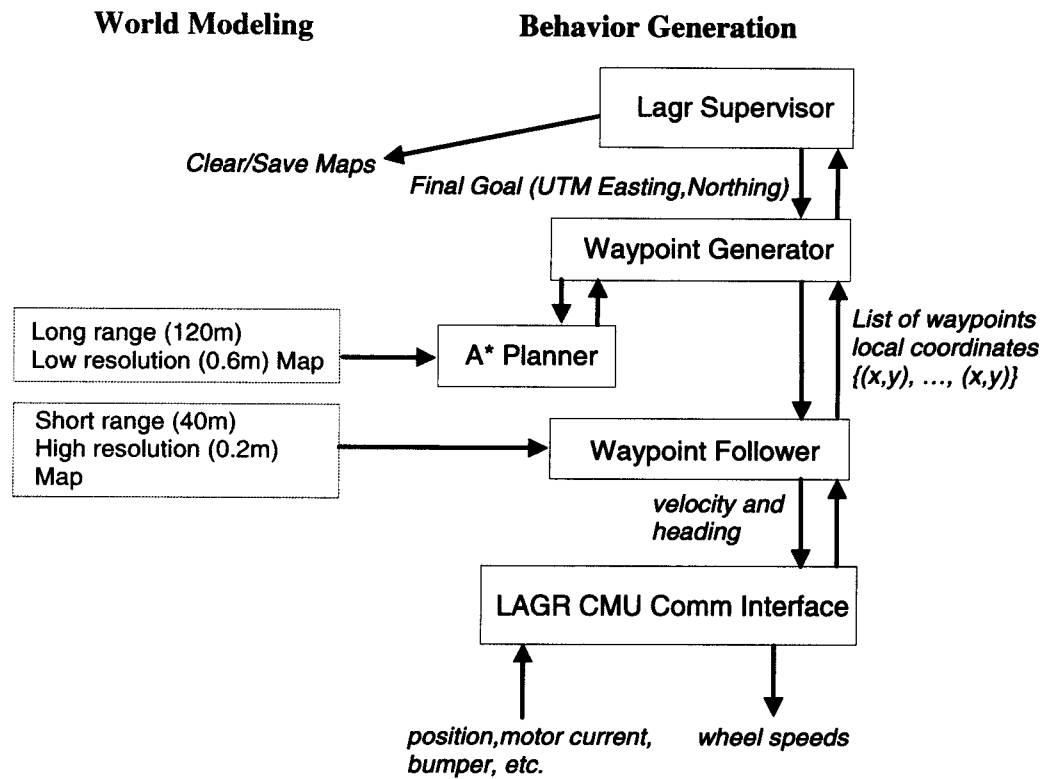 World Modeling
Behavior Generation
Lagr Supervisor
Clear/Save Maps
Final Goal (UTM Easting,Northing)
Waypoint Generator
Long range (120m)
Low resolution (0.6m) Map
A* Planner
List of waypoints
local coordinates
{(x,y), ..., (x,y)}
Short range (40m)
High resolution (0.2m)
Map
Waypoint Follower
velocity and
heading
LAGR CMU Comm Interface
position,motor current,
bumper, etc.
wheel speeds